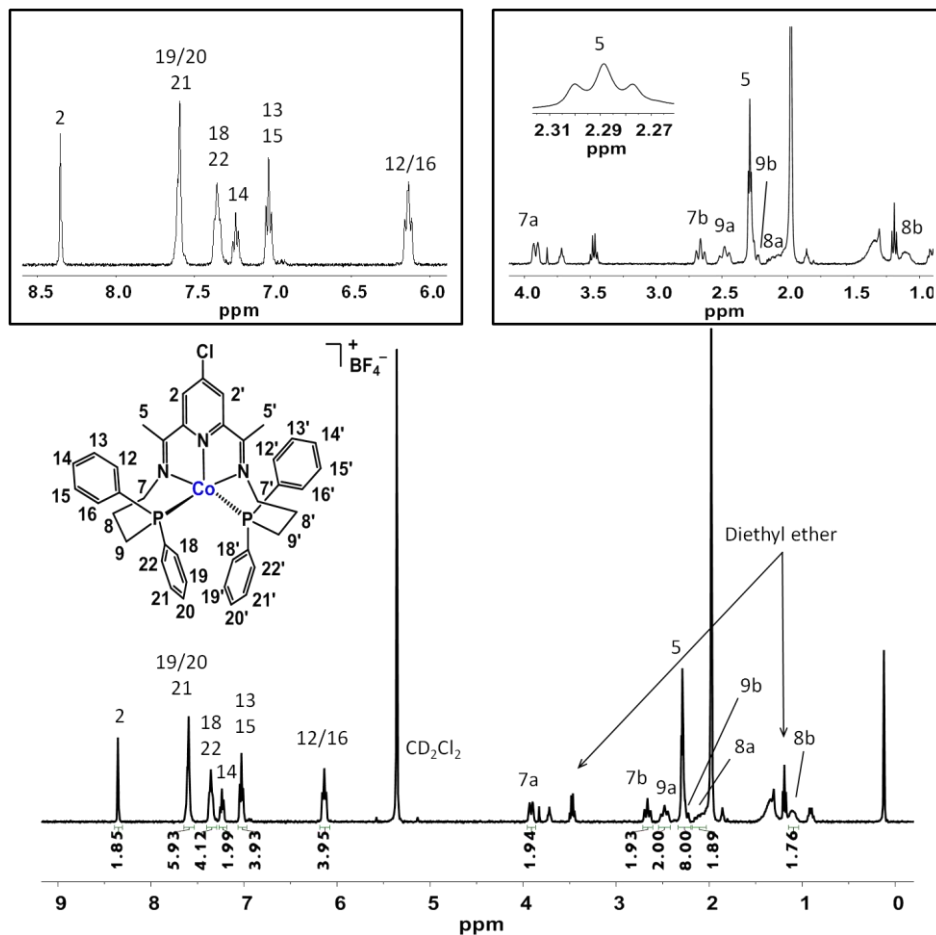 19/20
21
2
18
22
14
13
15
12/16
8.5 8.0 7.5 7.0 6.5 6.0
ppm
5
2.31 2.29 2.27
ppm
5
9b
7a
7b
9a
8a
8b
4.0 3.5 3.0 2.5 2.0 1.5 1.0
ppm
Cl
+
BF4−
2 2'
5 5'
N
13 12 14 15 16
N Co N
7 7'
12' 13' 14' 15' 16'
P P
8 8'
9 9'
18 18'
22 22'
19 19'
21 21'
20 20'
Diethyl ether
19/20
21
2
18
22
14
13
15
12/16
CD2Cl2
7a
7b
9a
5
9b
8a
8b
1.85 5.93 4.12 1.99 3.93 3.95 1.94 1.93 2.00 8.00 1.89 1.76
9 8 7 6 5 4 3 2 1 0
ppm